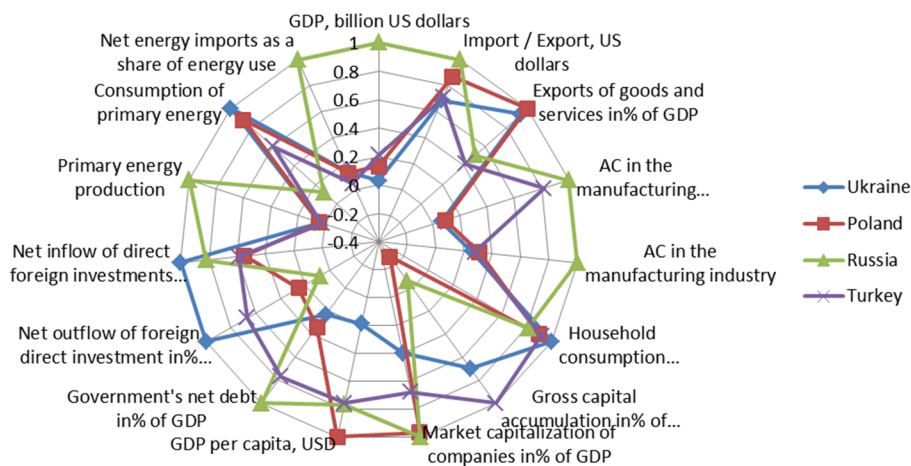 GDP, billion US dollars
Import / Export, US
dollars
Exports of goods and
services in% of GDP
AC in the
manufacturing...
AC in the
manufacturing industry
Household
consumption...
Gross capital
accumulation in% of...
Market capitalization of
companies in% of GDP
GDP per capita, USD
Government's net debt
in% of GDP
Net outflow of foreign
direct investment in%...
Net inflow of direct
foreign investments...
Primary energy
production
Consumption of
primary energy
Net energy imports as a
share of energy use
1
0.8
0.6
0.4
0.2
0
-0.2
-0.4
Ukraine
Poland
Russia
Turkey